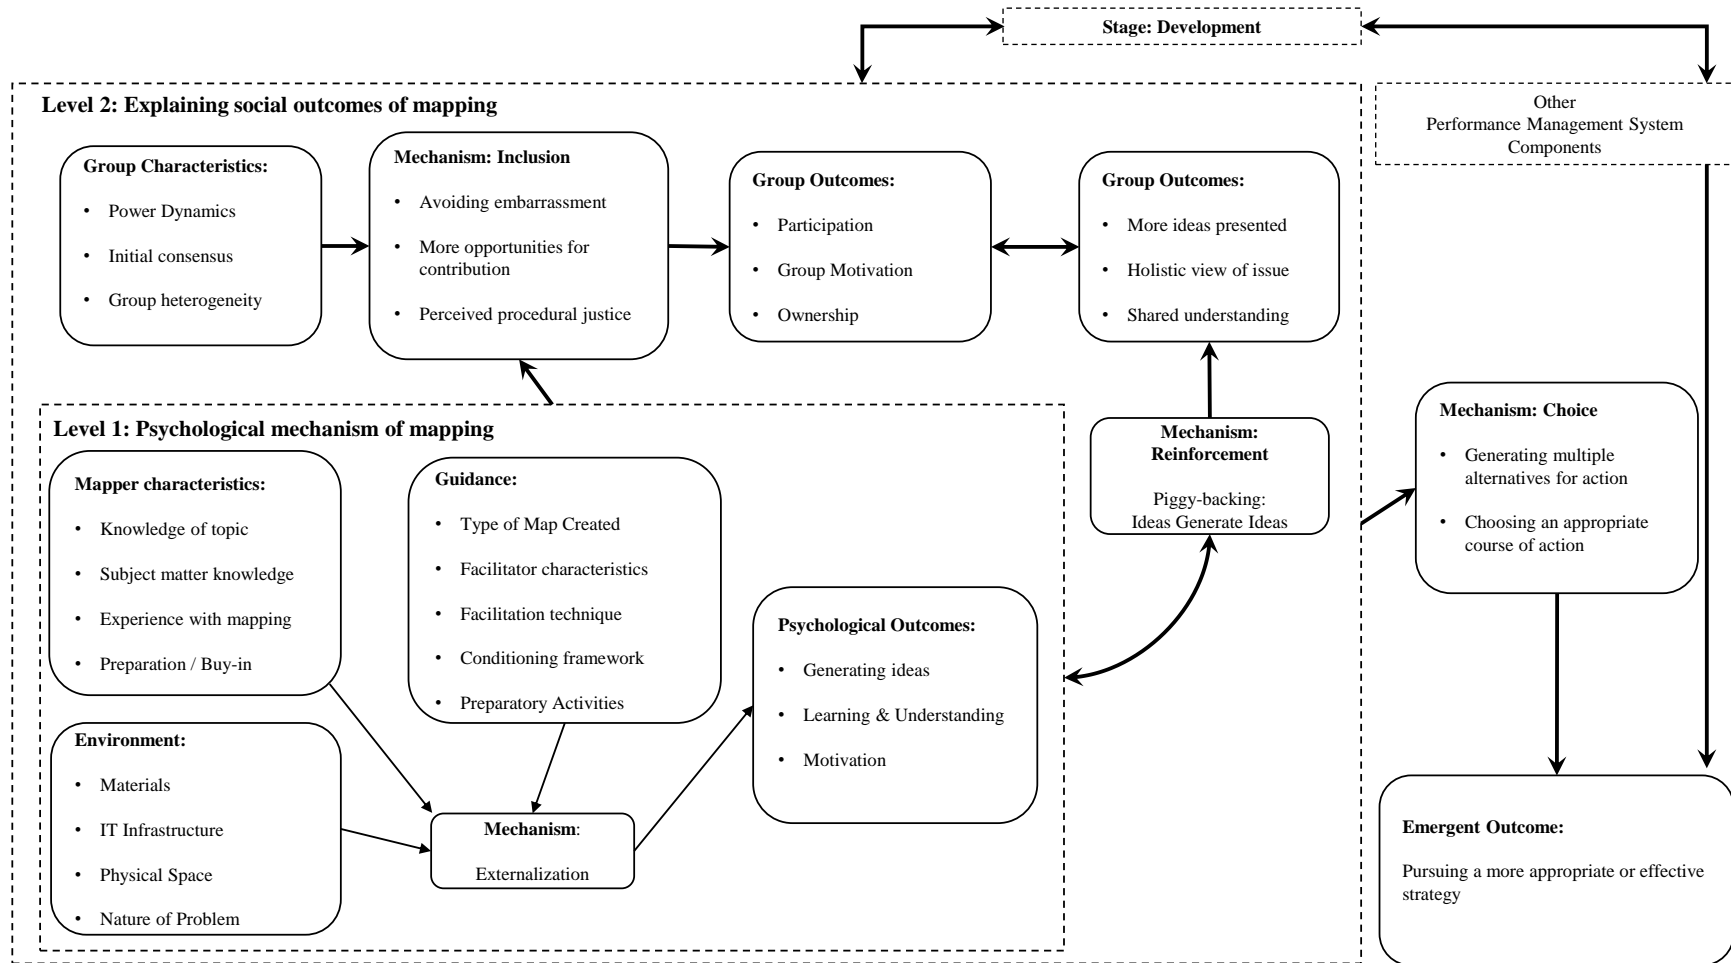 Stage: Development
Other
Performance Management System
Components
Level 2: Explaining social outcomes of mapping
Group Characteristics:
• Power Dynamics
• Initial consensus
• Group heterogeneity
Mechanism: Inclusion
• Avoiding embarrassment
• More opportunities for
contribution
• Perceived procedural justice
Group Outcomes:
• Participation
• Group Motivation
• Ownership
Group Outcomes:
• More ideas presented
• Holistic view of issue
• Shared understanding
Level 1: Psychological mechanism of mapping
Mapper characteristics:
• Knowledge of topic
• Subject matter knowledge
• Experience with mapping
• Preparation / Buy-in
Guidance:
• Type of Map Created
• Facilitator characteristics
• Facilitation technique
• Conditioning framework
• Preparatory Activities
Environment:
• Materials
• IT Infrastructure
• Physical Space
• Nature of Problem
Mechanism:
Externalization
Psychological Outcomes:
• Generating ideas
• Learning & Understanding
• Motivation
Mechanism:
Reinforcement
Piggy-backing:
Ideas Generate Ideas
Mechanism: Choice
• Generating multiple
alternatives for action
• Choosing an appropriate
course of action
Emergent Outcome:
Pursuing a more appropriate or effective
strategy